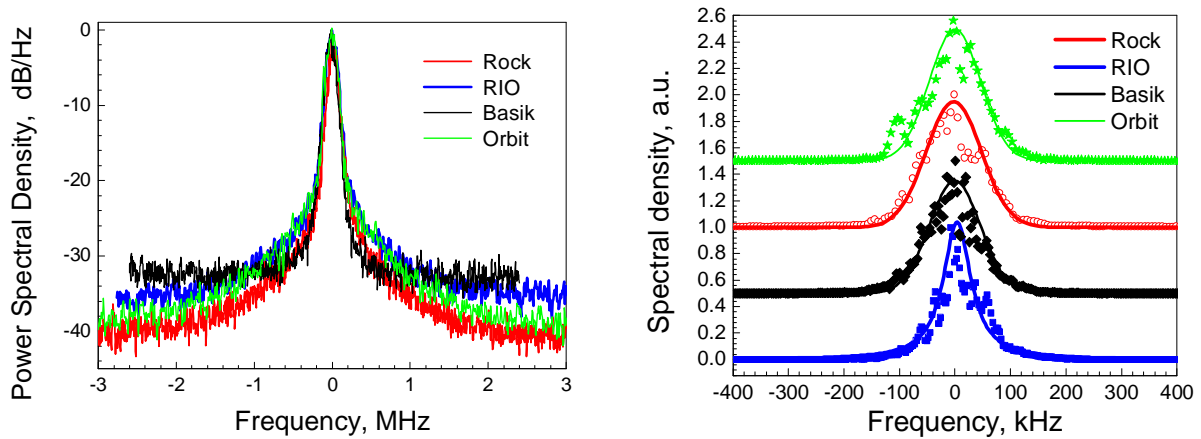 Power Spectral Density, dB/Hz
0
-10
-20
-30
-40
Rock
RIO
Basik
Orbit
-3 -2 -1 0 1 2 3
Frequency, MHz
Spectral density, a.u.
2.6
2.4
2.2
2.0
1.8
1.6
1.4
1.2
1.0
0.8
0.6
0.4
0.2
0.0
Rock
RIO
Basik
Orbit
-400 -300 -200 -100 0 100 200 300 400
Frequency, kHz